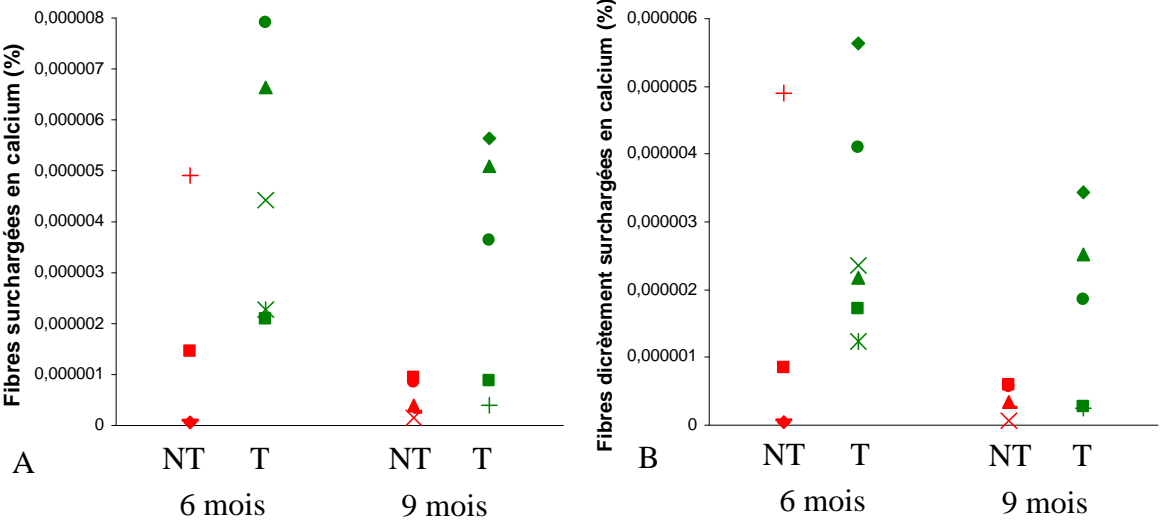 Fibres surchargées en calcium (%)
0,000008
0,000007
0,000006
0,000005
0,000004
0,000003
0,000002
0,000001
0
NT T NT T
A
6 mois 9 mois
Fibres dicrètement surchargées en calcium (%)
0,000006
0,000005
0,000004
0,000003
0,000002
0,000001
0
NT T NT T
B
6 mois 9 mois